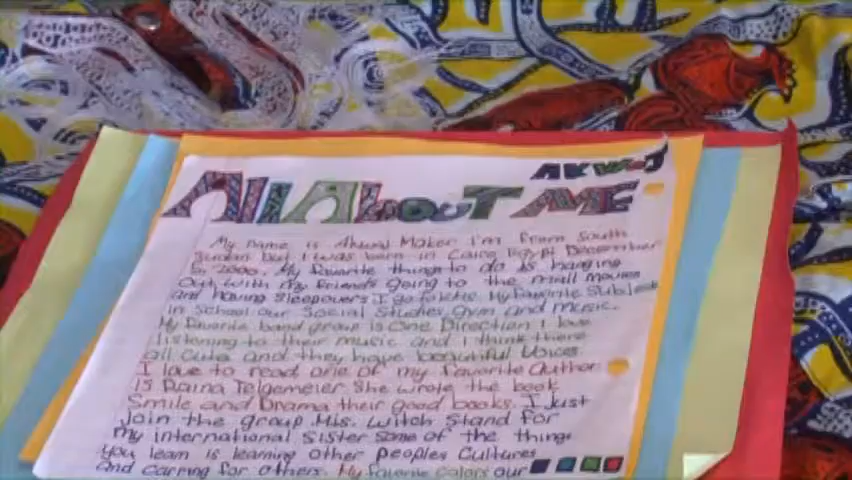 AKWAJ
All About ME
My name is Akwal Maker I'm from South
Sudan but I was born in Cairo Egypt December
5, 2000. My favorite things to do is hanging
Out with my friends going to the mall movies
and having sleepovers I go to My favorite Subject
in School our Social Studies gym and music.
My favorite band group is One Direction I love
listening to their music and I think there
all cute and they have beautiful voices
I love to read one of my favorite author
is Raina Telgemeier She wrote the book
Smile and Drama their good books. I Just
Join the group Mis. Witch Stand for
my international Sister Some of the things
you learn is learning other peoples Cultures
and Carring for others. My favorite Colors our